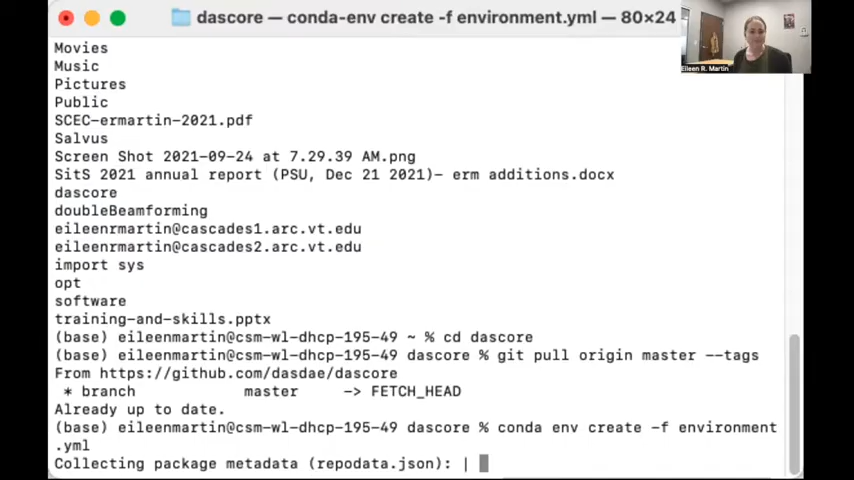 dascore — conda-env create -f environment.yml — 80×24
Eileen R. Martin
Movies
Music
Pictures
Public
SCEC-ermartin-2021.pdf
Salvus
Screen Shot 2021-09-24 at 7.29.39 AM.png
SitS 2021 annual report (PSU, Dec 21 2021)- erm additions.docx
dascore
doubleBeamforming
eileenrmartin@cascades1.arc.vt.edu
eileenrmartin@cascades2.arc.vt.edu
import sys
opt
software
training-and-skills.pptx
(base) eileenmartin@csm-wl-dhcp-195-49 ~ % cd dascore
(base) eileenmartin@csm-wl-dhcp-195-49 dascore % git pull origin master --tags
From https://github.com/dasdae/dascore
 * branch            master     -> FETCH_HEAD
Already up to date.
(base) eileenmartin@csm-wl-dhcp-195-49 dascore % conda env create -f environment
.yml
Collecting package metadata (repodata.json): |